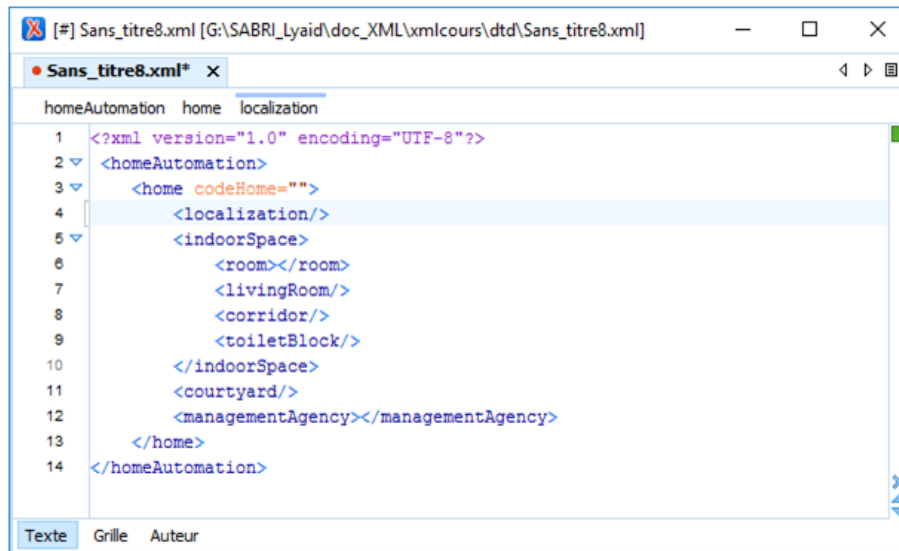 [#] Sans_titre8.xml [G:\SABRI_Lyaid\doc_XML\xmlcours\dtd\Sans_titre8.xml]
Sans_titre8.xml*
homeAutomation home localization
1 <?xml version="1.0" encoding="UTF-8"?>
2 <homeAutomation>
3 <home codeHome="">
4 <localization/>
5 <indoorSpace>
6 <room></room>
7 <livingRoom/>
8 <corridor/>
9 <toiletBlock/>
10 </indoorSpace>
11 <courtyard/>
12 <managementAgency></managementAgency>
13 </home>
14 </homeAutomation>
Texte Grille Auteur